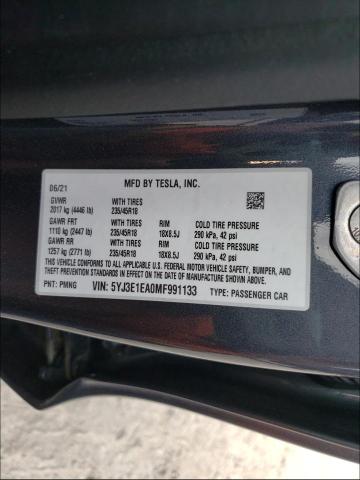 06/21 MFD BY TESLA, INC.
GVWR WITH TIRES
2017 kg (4446 lb) 235/45R18
GAWR FRT WITH TIRES RIM COLD TIRE PRESSURE
1110 kg (2447 lb) 235/45R18 18X8.5J 290 kPa, 42 psi
GAWR RR WITH TIRES RIM COLD TIRE PRESSURE
1257 kg (2771 lb) 235/45R18 18X8.5J 290 kPa, 42 psi
THIS VEHICLE CONFORMS TO ALL APPLICABLE U.S. FEDERAL MOTOR VEHICLE SAFETY, BUMPER, AND
THEFT PREVENTION STANDARDS IN EFFECT ON THE DATE OF MANUFACTURE SHOWN ABOVE.
PNT: PMNG VIN: 5YJ3E1EA0MF991133 TYPE: PASSENGER CAR